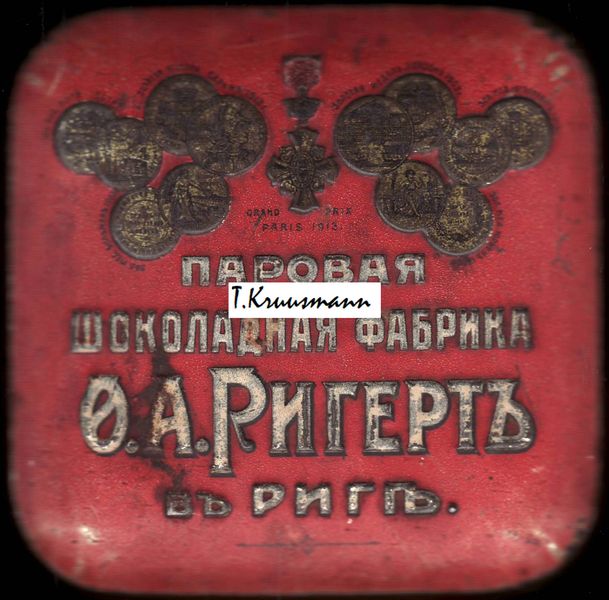 GRAND PRIX
PARIS 1913.
ПАРОВАЯ
T.Kruusmann
ШОКОЛАДНАЯ ФАБРИКА
Ѳ.А.РИГЕРТЪ
ВЪ РИГѢ.